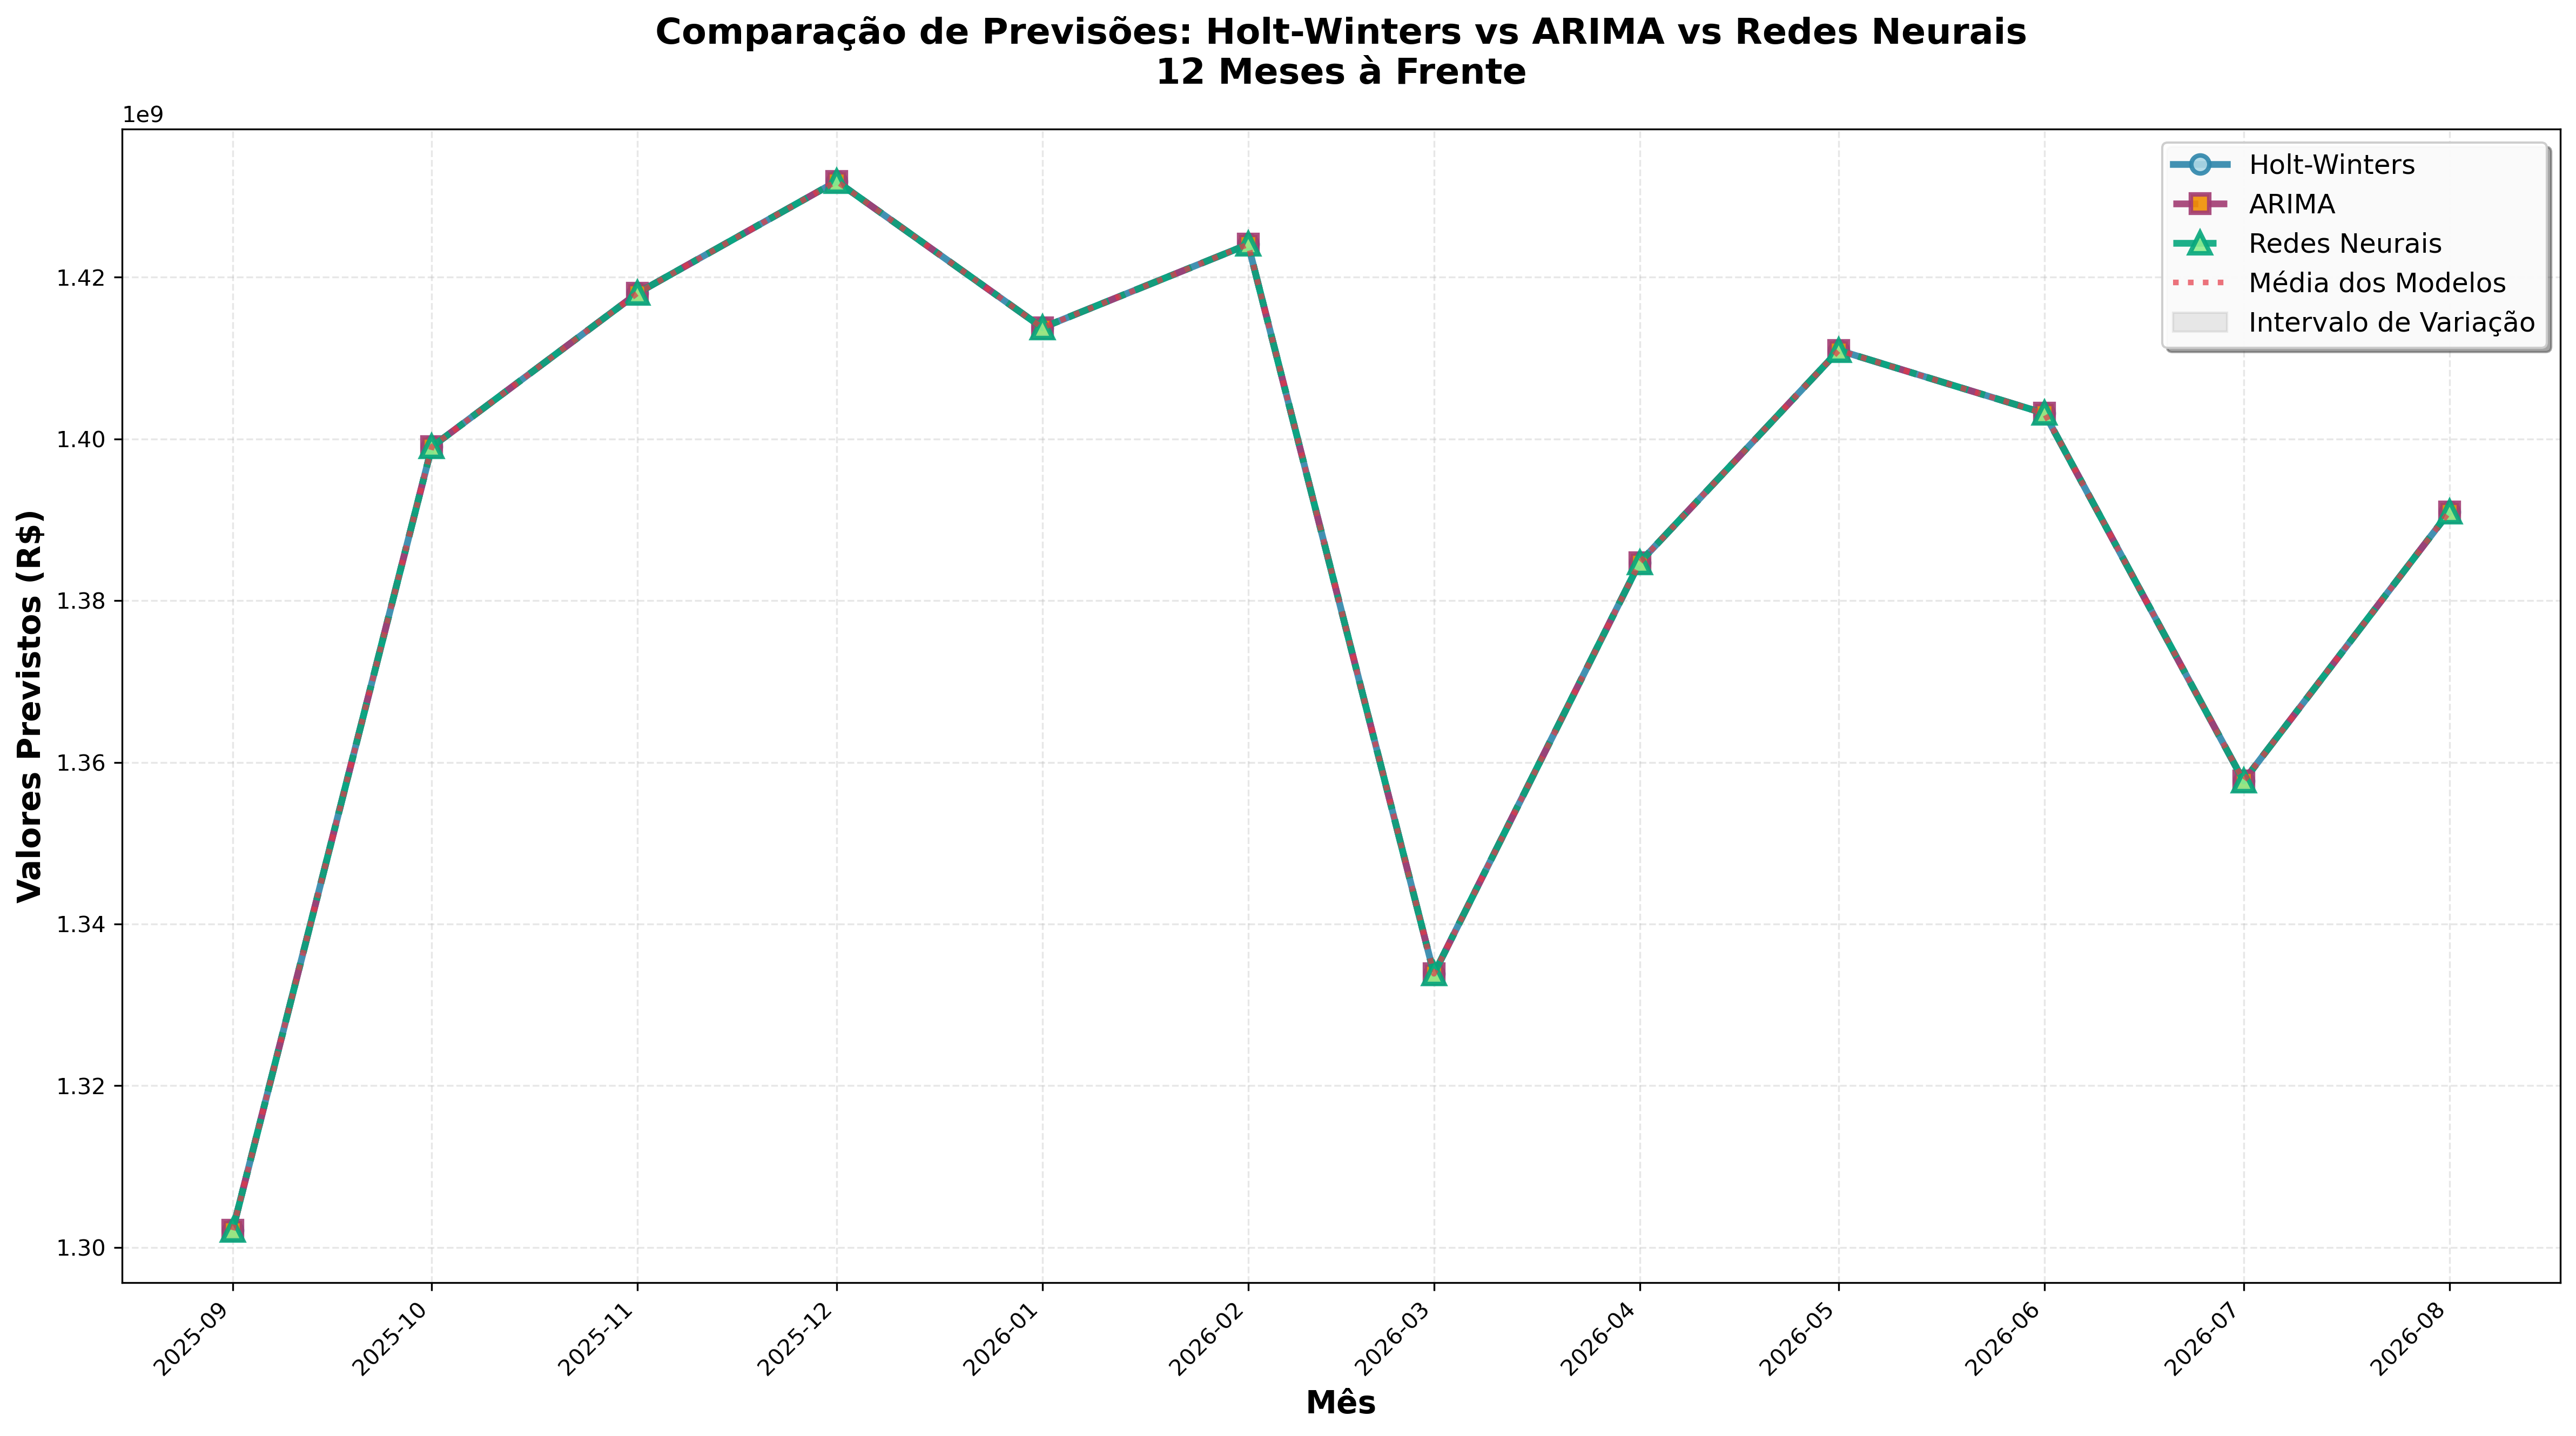 Comparação de Previsões: Holt-Winters vs ARIMA vs Redes Neurais
12 Meses à Frente
1e9
Holt-Winters
ARIMA
Redes Neurais
Média dos Modelos
Intervalo de Variação
Valores Previstos (R$)
1.42
1.40
1.38
1.36
1.34
1.32
1.30
2025-09
2025-10
2025-11
2025-12
2026-01
2026-02
2026-03
2026-04
2026-05
2026-06
2026-07
2026-08
Mês